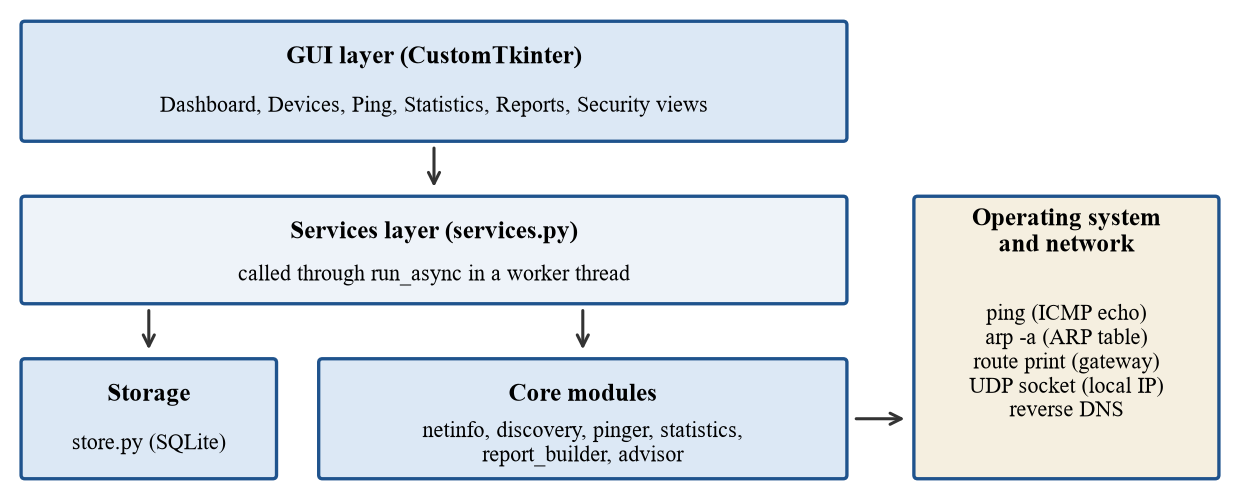 GUI layer (CustomTkinter)
Dashboard, Devices, Ping, Statistics, Reports, Security views
Services layer (services.py)
called through run_async in a worker thread
Storage
store.py (SQLite)
Core modules
netinfo, discovery, pinger, statistics,
report_builder, advisor
Operating system
and network
ping (ICMP echo)
arp -a (ARP table)
route print (gateway)
UDP socket (local IP)
reverse DNS